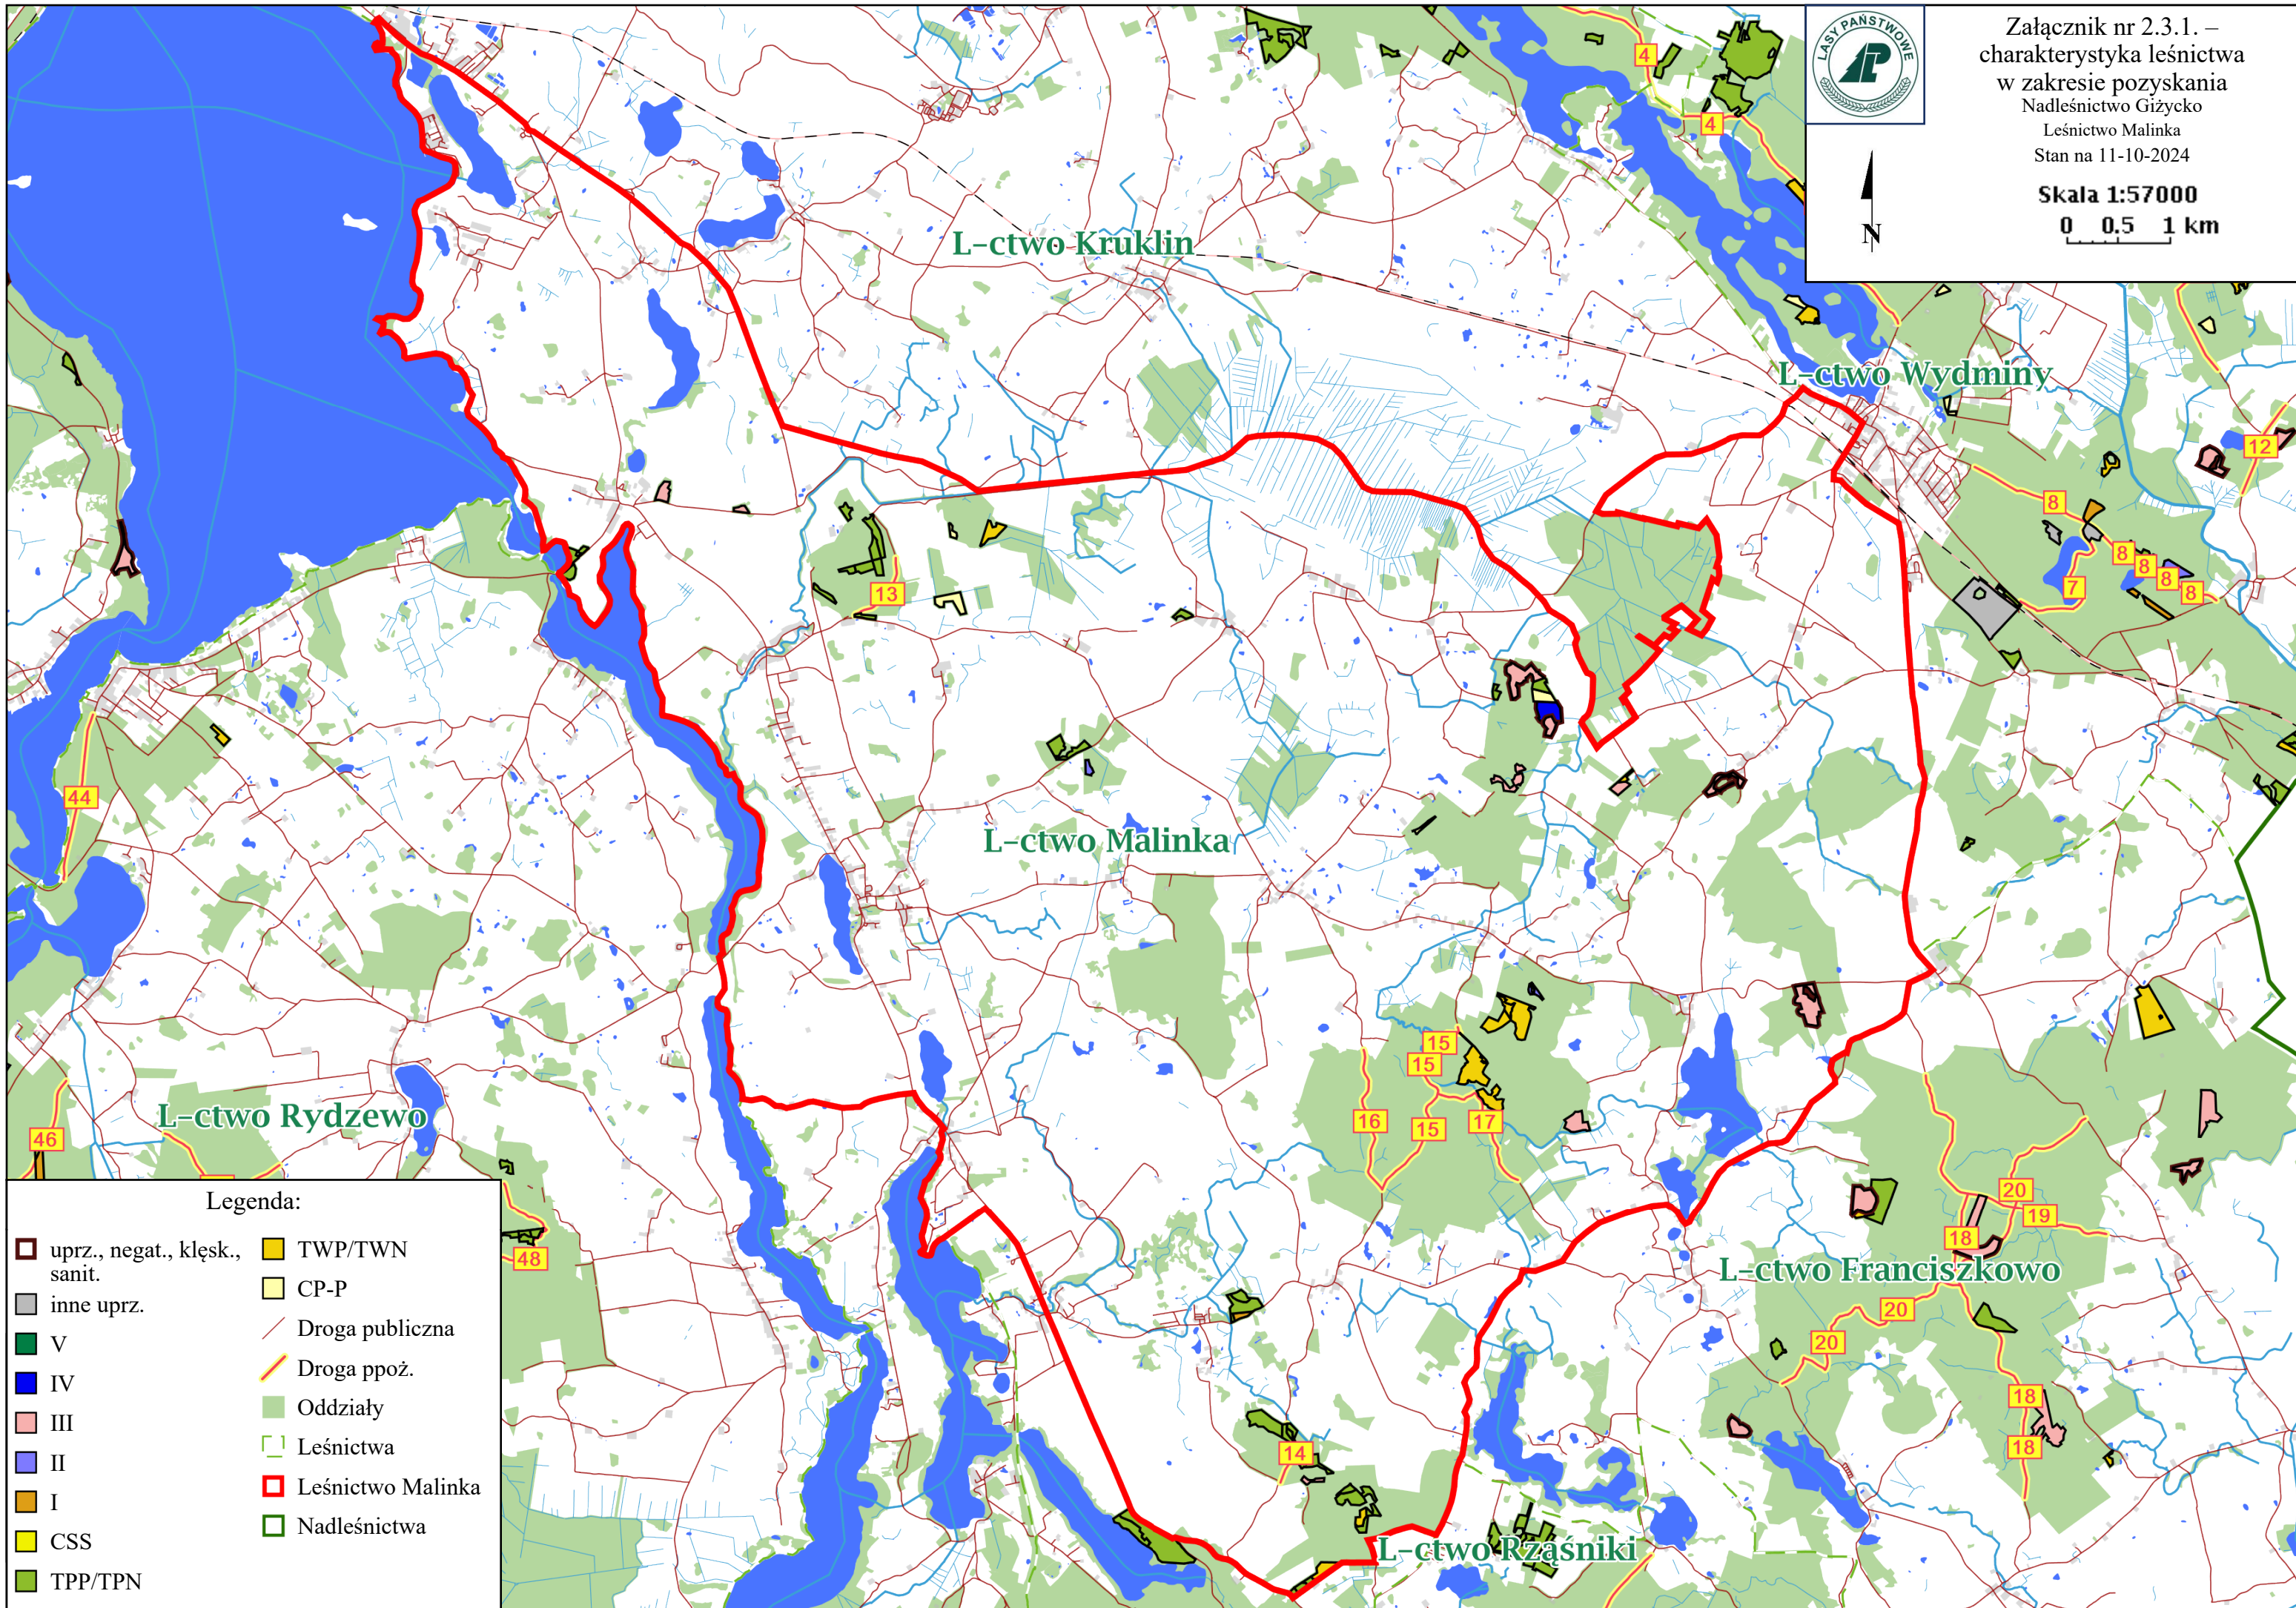 LASY PAŃSTWOWE
Załącznik nr 2.3.1. –
charakterystyka leśnictwa
w zakresie pozyskania
Nadleśnictwo Giżycko
Leśnictwo Malinka
Stan na 11-10-2024
Skala 1:57000
0 0.5 1 km
N
4
4
L-ctwo Kruklin
L-ctwo Wydminy
12
8
8
8
8
8
7
13
44
L-ctwo Malinka
15
15
16
15
17
L-ctwo Rydzewo
46
48
20
19
18
L-ctwo Franciszkowo
20
20
18
18
14
L-ctwo Rząśniki
Legenda:
uprz., negat., klęsk.,
sanit.
inne uprz.
V
IV
III
II
I
CSS
TPP/TPN
TWP/TWN
CP-P
Droga publiczna
Droga ppoż.
Oddziały
Leśnictwa
Leśnictwo Malinka
Nadleśnictwa